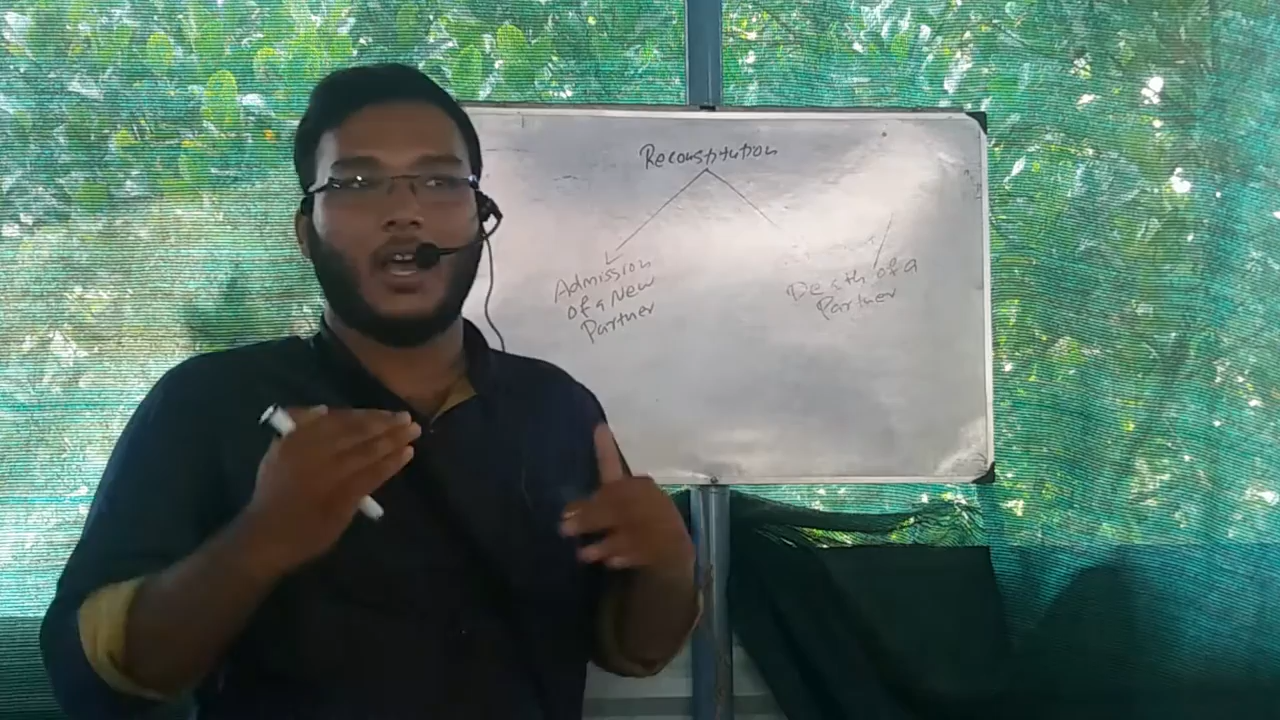 Reconstitution
Admission
of a New
Partner
Death of a
Partner